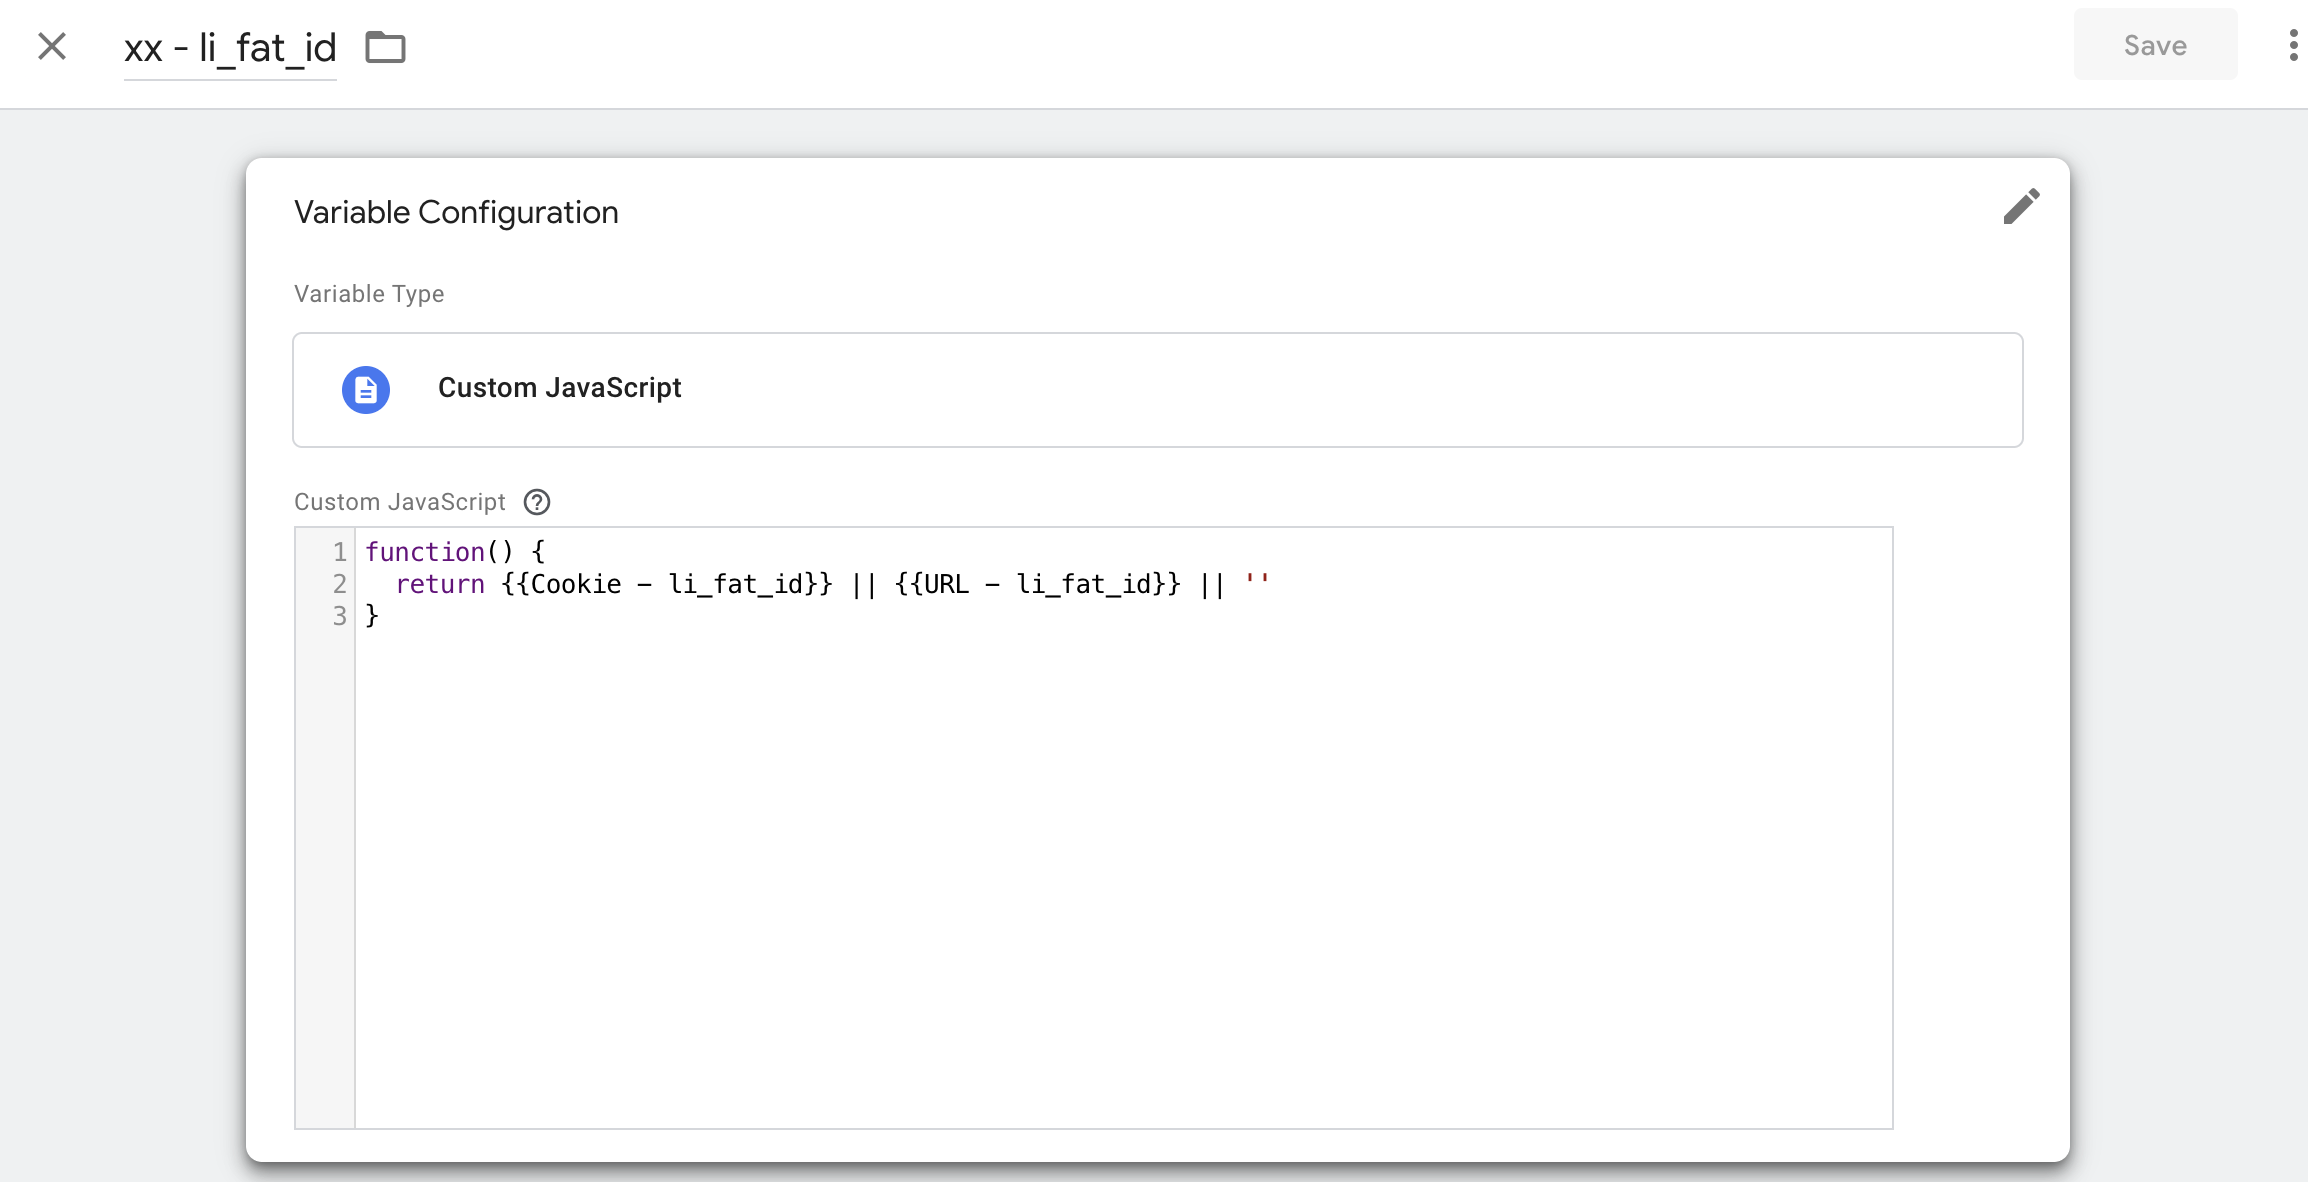 xx - li_fat_id
Save
Variable Configuration
Variable Type
Custom JavaScript
Custom JavaScript
1 function() {
2   return {{Cookie - li_fat_id}} || {{URL - li_fat_id}} || ''
3 }